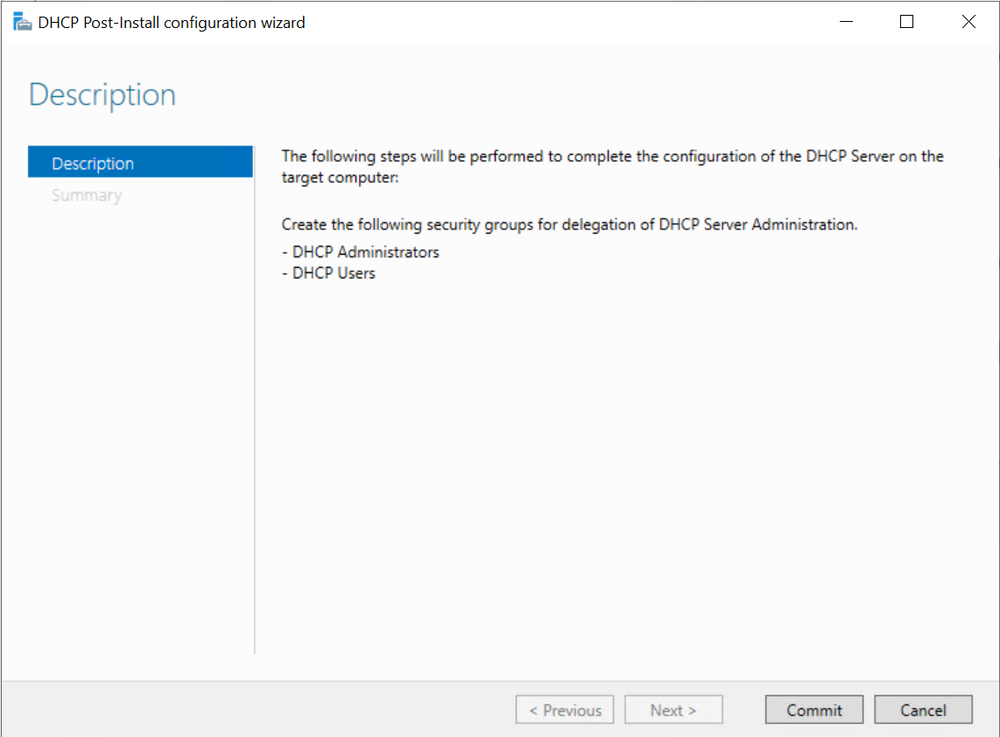 DHCP Post-Install configuration wizard
Description
Description
Summary
The following steps will be performed to complete the configuration of the DHCP Server on the
target computer:
Create the following security groups for delegation of DHCP Server Administration.
- DHCP Administrators
- DHCP Users
< Previous
Next >
Commit
Cancel